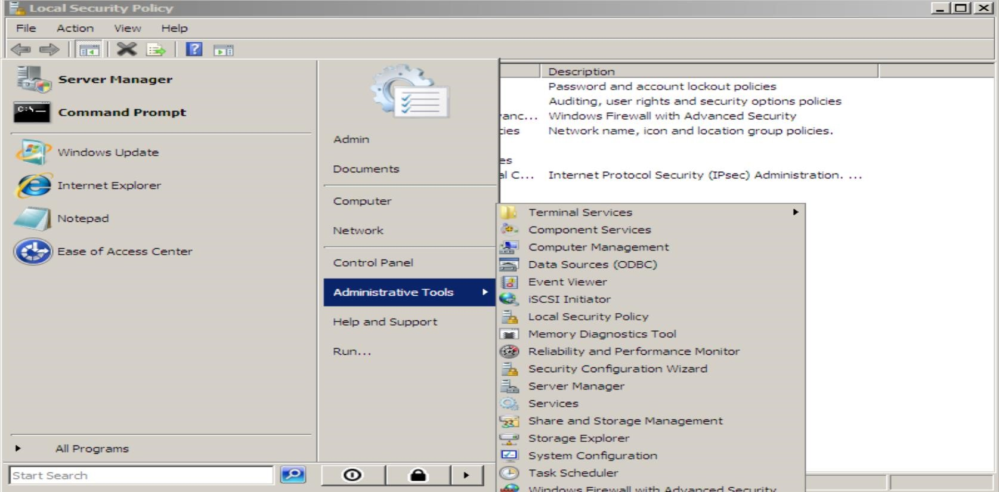 Local Security Policy
File Action View Help
Server Manager
Command Prompt
Windows Update
Internet Explorer
Notepad
Ease of Access Center
All Programs
Start Search
Admin
Documents
Computer
Network
Control Panel
Administrative Tools
Help and Support
Run...
Description
Password and account lockout policies
Auditing, user rights and security options policies
anc... Windows Firewall with Advanced Security
cies Network name, icon and location group policies.
es
al C... Internet Protocol Security (IPsec) Administration. ...
Terminal Services
Component Services
Computer Management
Data Sources (ODBC)
Event Viewer
iSCSI Initiator
Local Security Policy
Memory Diagnostics Tool
Reliability and Performance Monitor
Security Configuration Wizard
Server Manager
Services
Share and Storage Management
Storage Explorer
System Configuration
Task Scheduler
Windows Firewall with Advanced Security